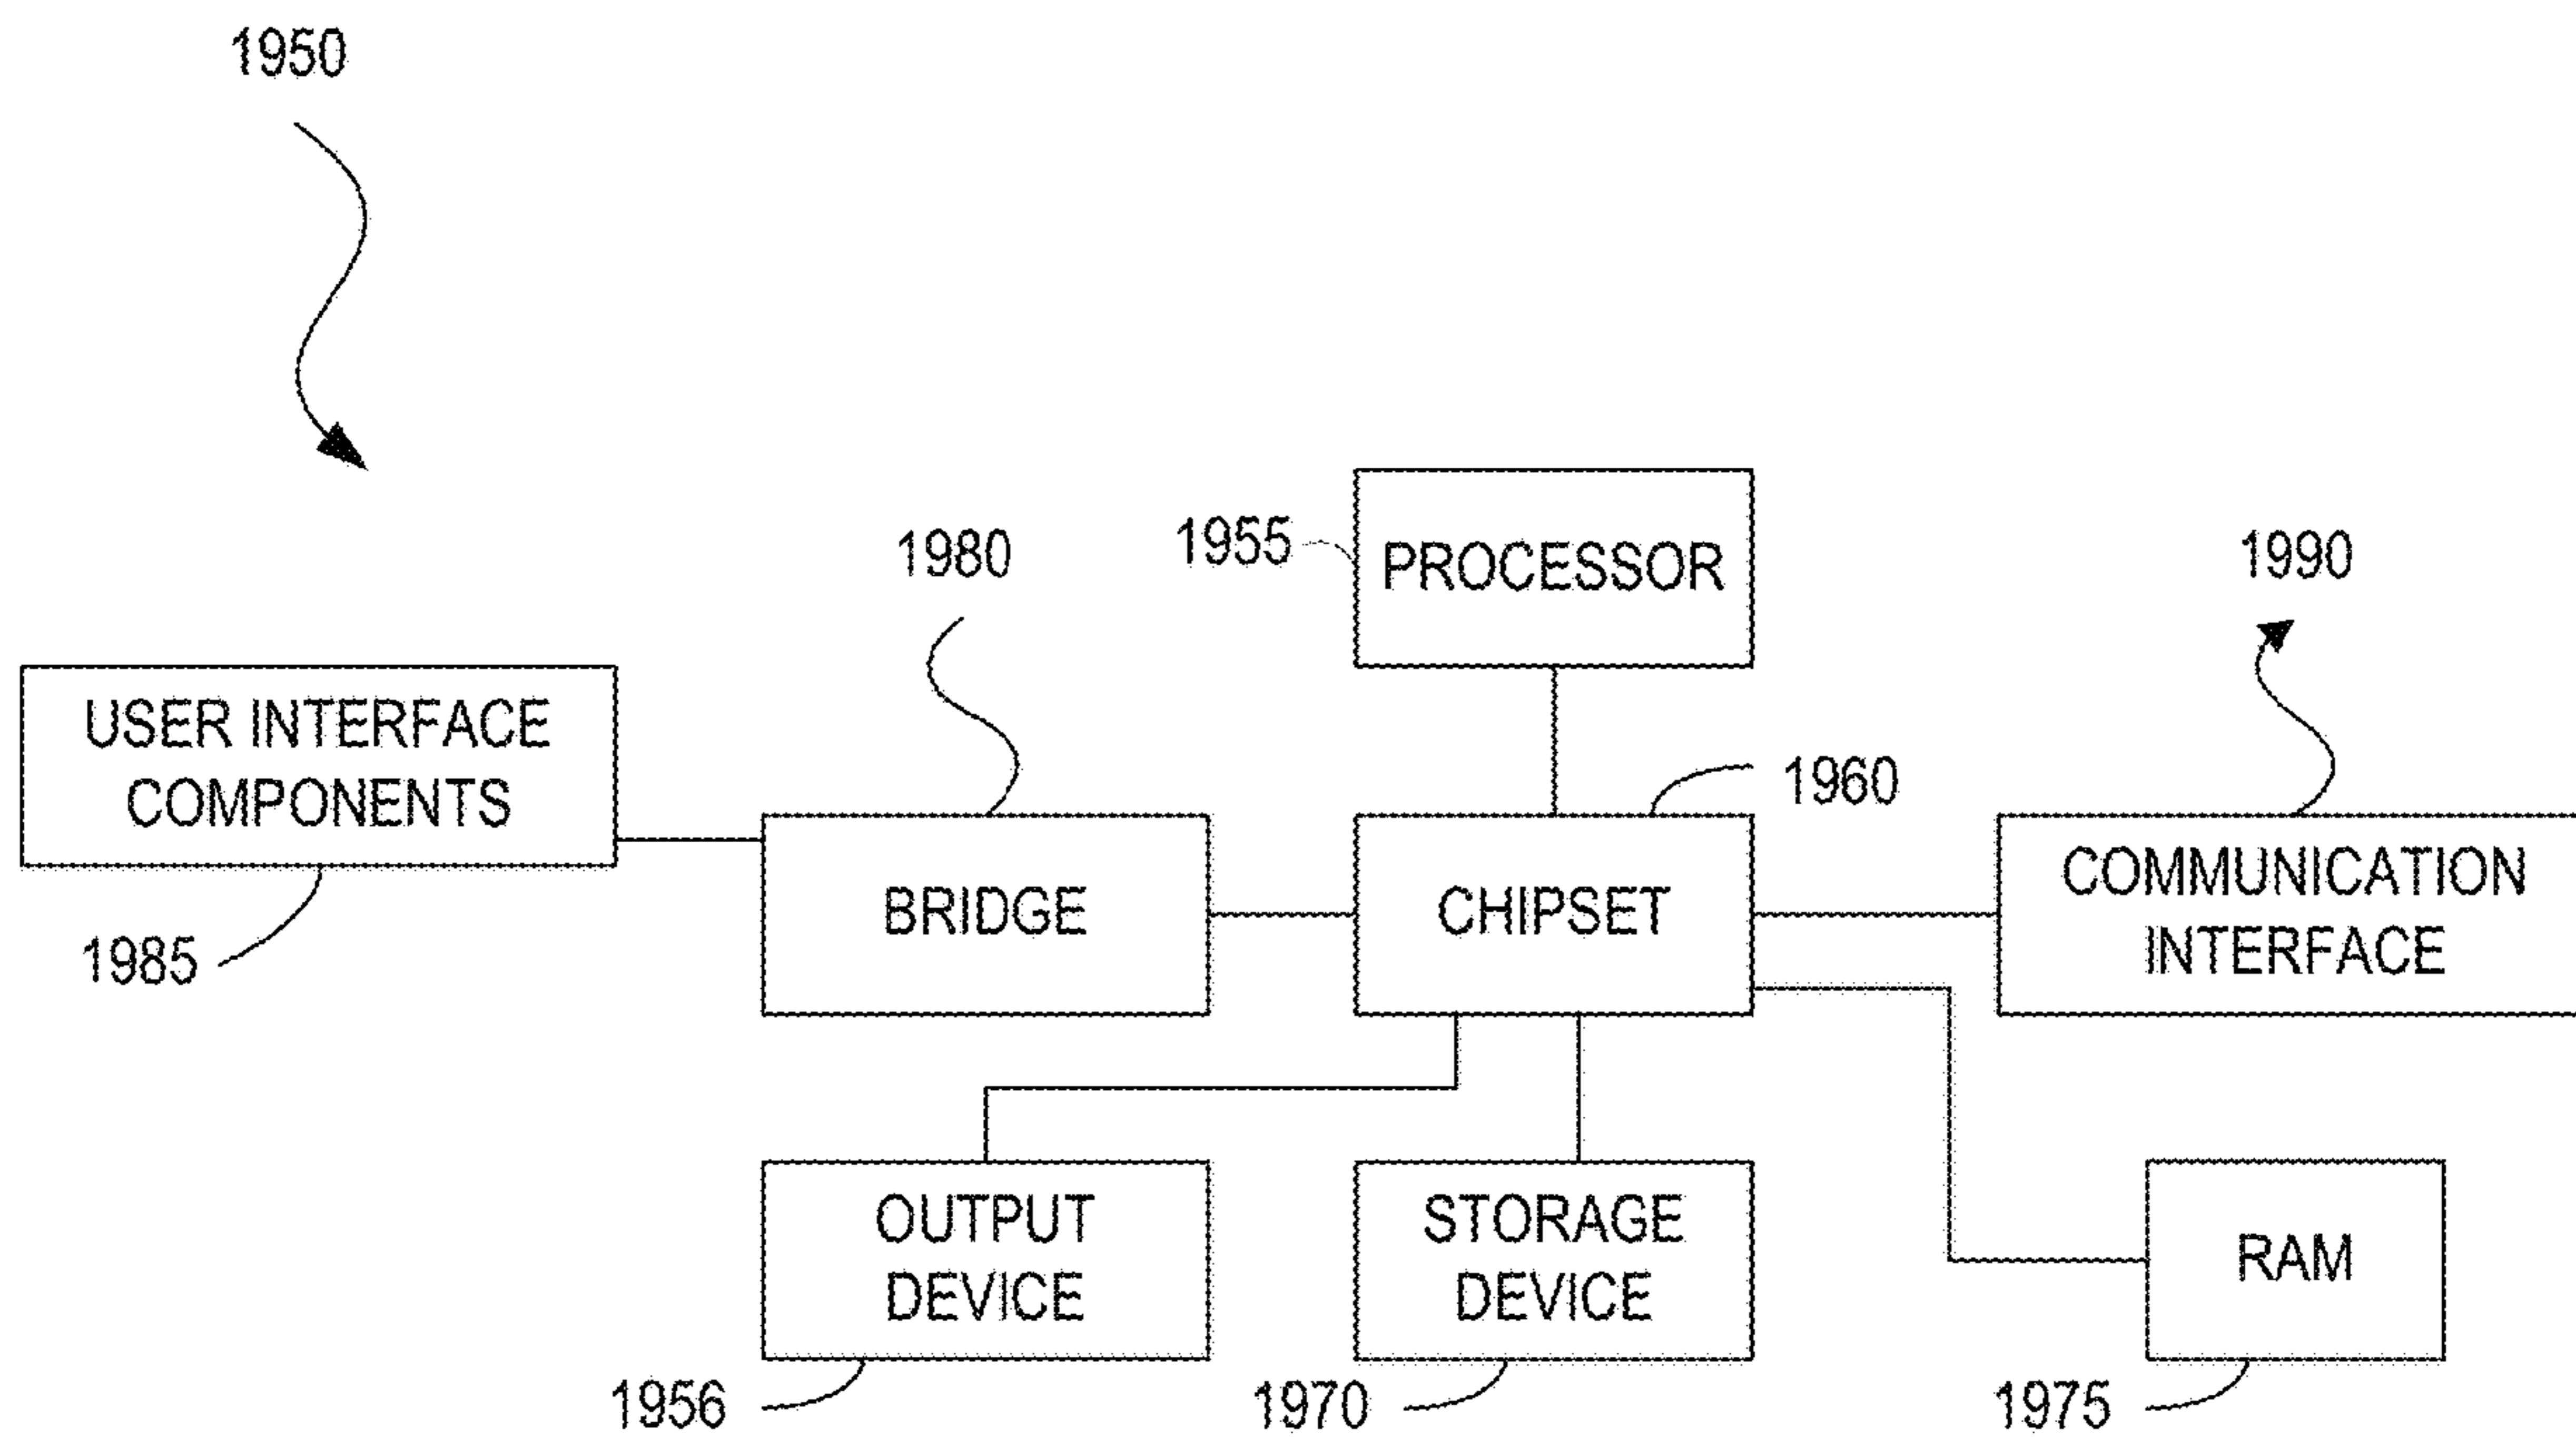 1950
1980
1955
PROCESSOR
1990
USER INTERFACE
COMPONENTS
1960
BRIDGE
CHIPSET
COMMUNICATION
INTERFACE
1985
OUTPUT
DEVICE
STORAGE
DEVICE
RAM
1956
1970
1975